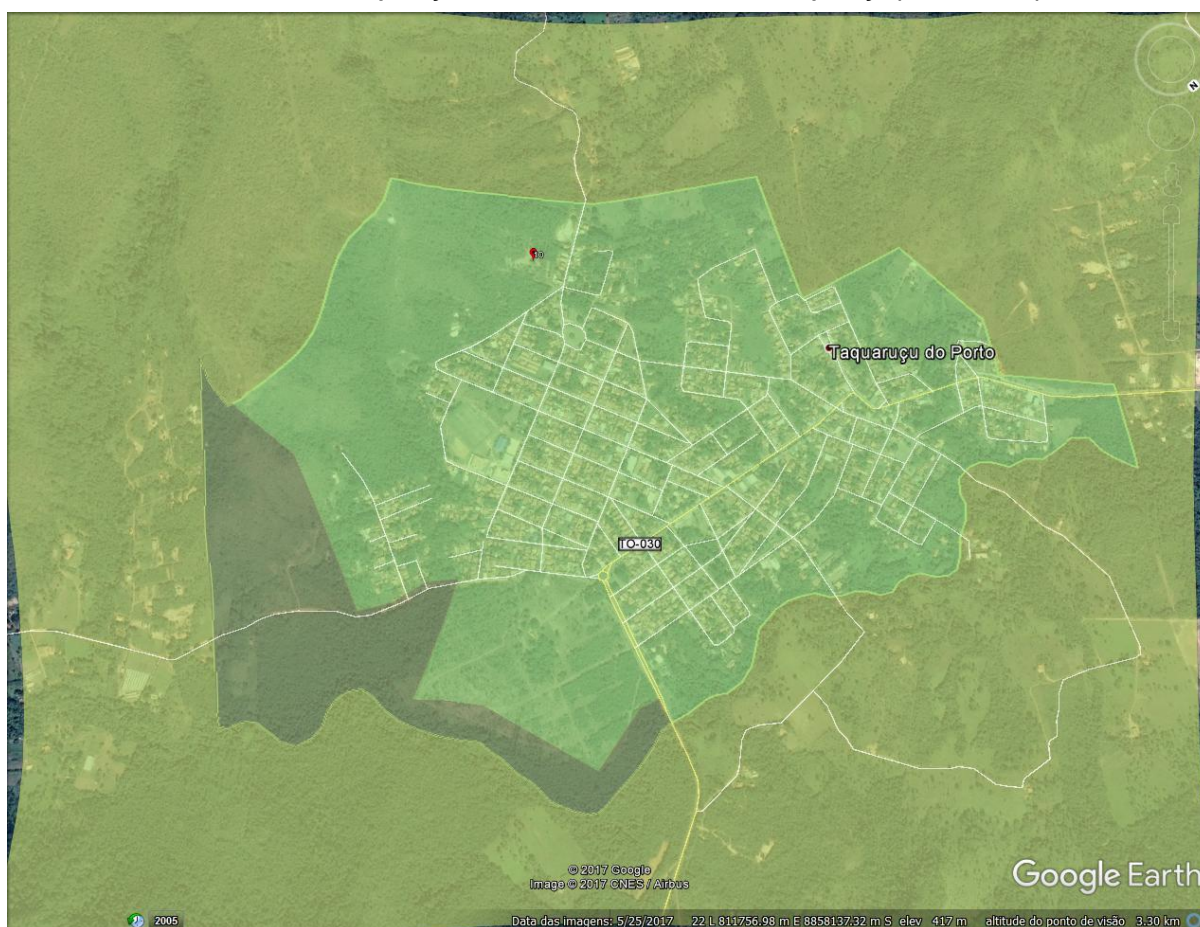 N
Taquaruçu do Porto
TO-030
© 2017 Google
Image © 2017 CNES / Airbus
Google Earth
2005
Data das imagens: 5/25/2017 22 L 811756.98 m E 8858137.32 m S elev 417 m altitude do ponto de visão 3.30 km